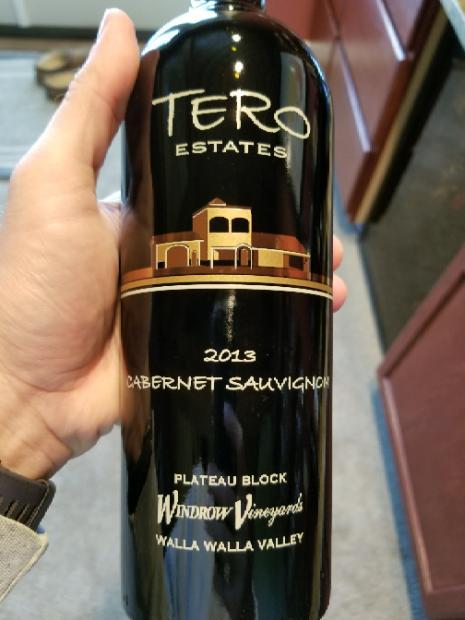 TERO
ESTATES
2013
CABERNET SAUVIGNON
PLATEAU BLOCK
WINDROW Vineyards
WALLA WALLA VALLEY